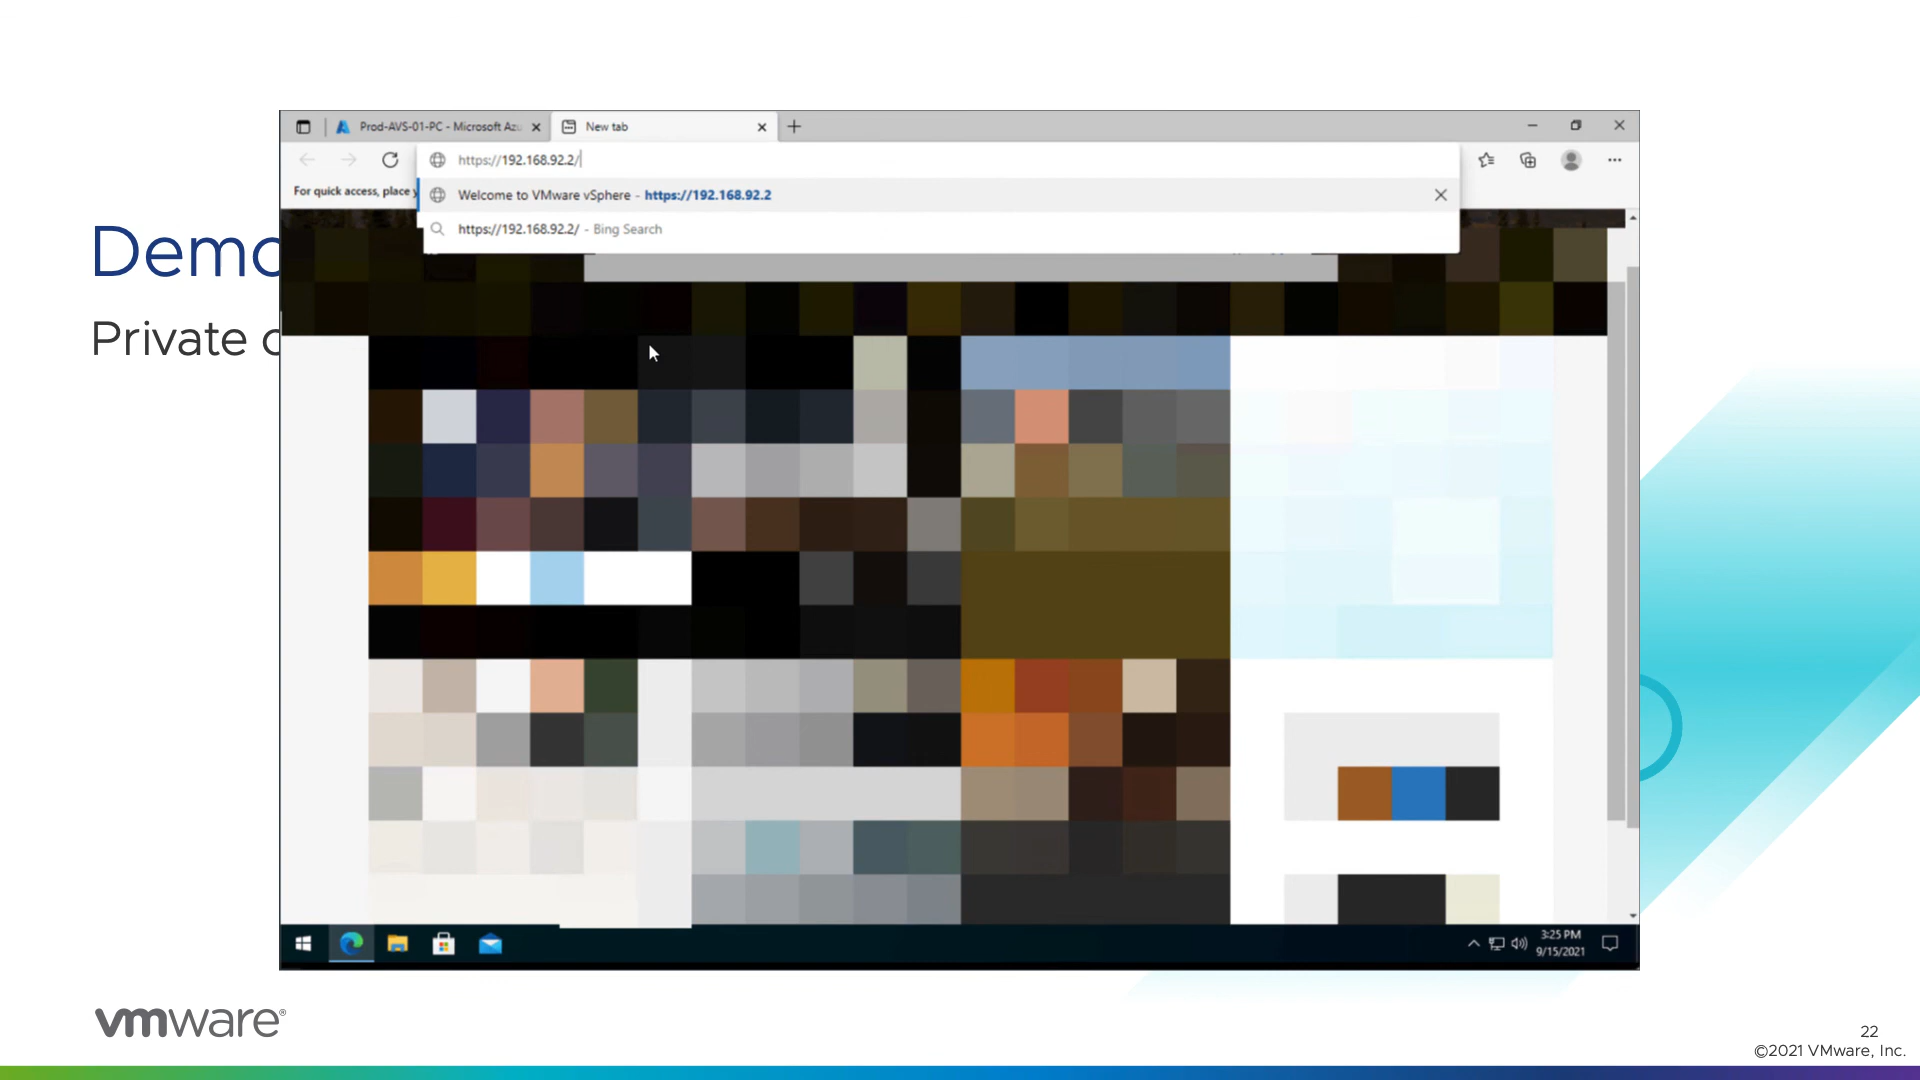 Prod-AVS-01-PC - Microsoft Azu
New tab
https://192.168.92.2/
For quick access, place
Welcome to VMware vSphere - https://192.168.92.2
https://192.168.92.2/ - Bing Search
Demo
Private
3:25 PM
9/15/2021
vmware®
22
©2021 VMware, Inc.